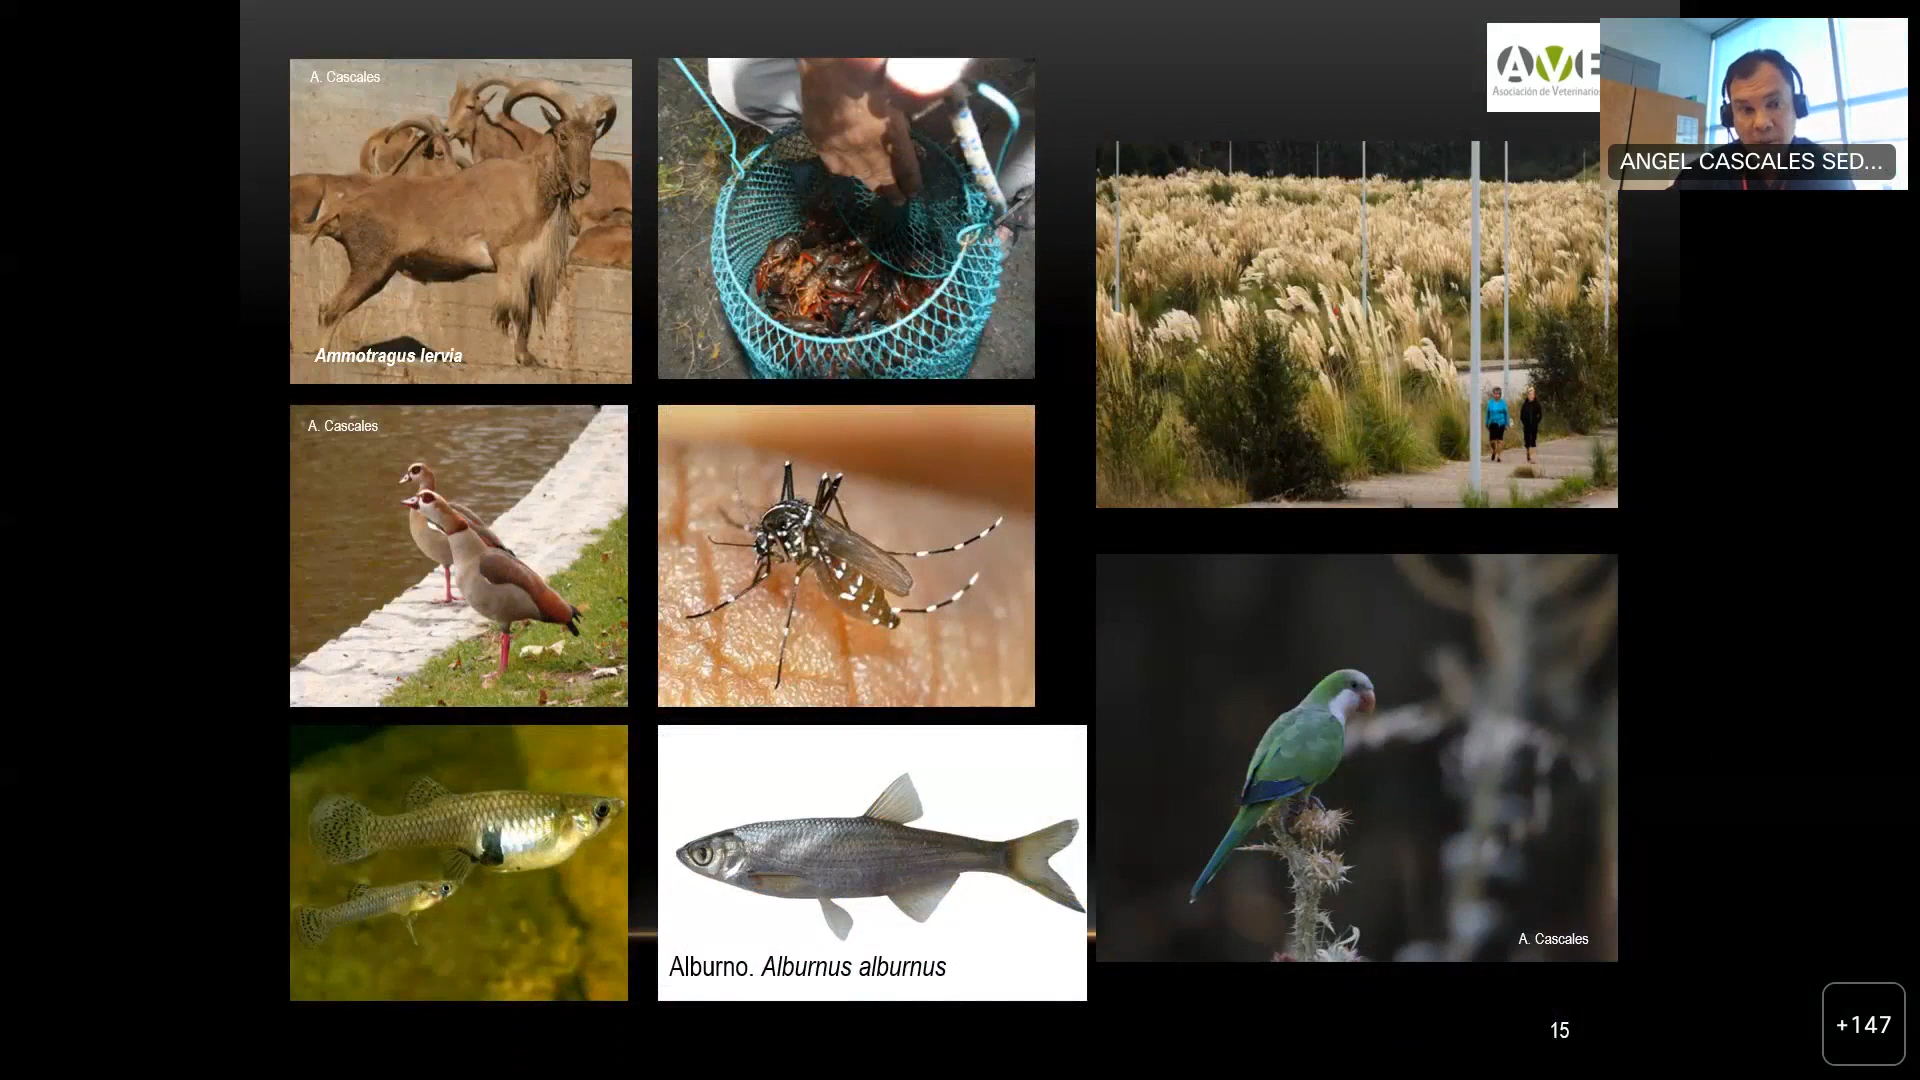 A. Cascales
Ammotragus lervia
AVE
Asociación de Veterinarios
ANGEL CASCALES SED...
A. Cascales
Alburno. Alburnus alburnus
A. Cascales
15
+147